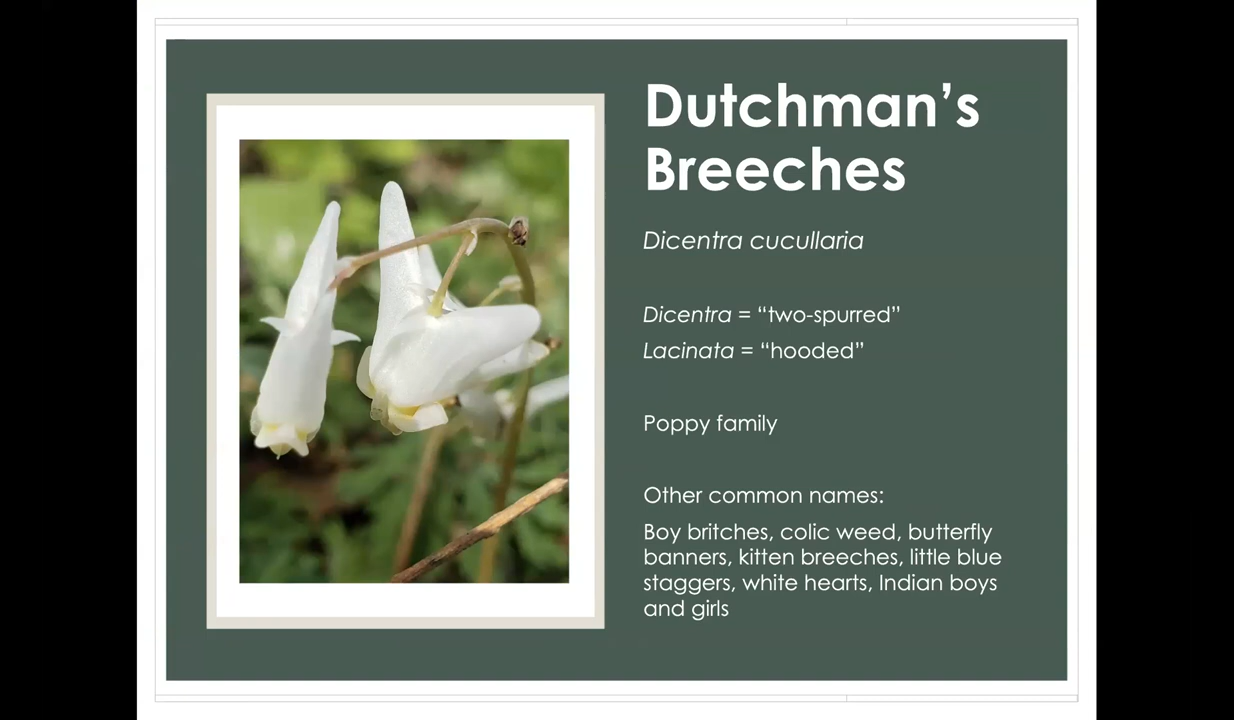 Dutchman’s
Breeches
Dicentra cucullaria
Dicentra = “two-spurred”
Lacinata = “hooded”
Poppy family
Other common names:
Boy britches, colic weed, butterfly
banners, kitten breeches, little blue
staggers, white hearts, Indian boys
and girls